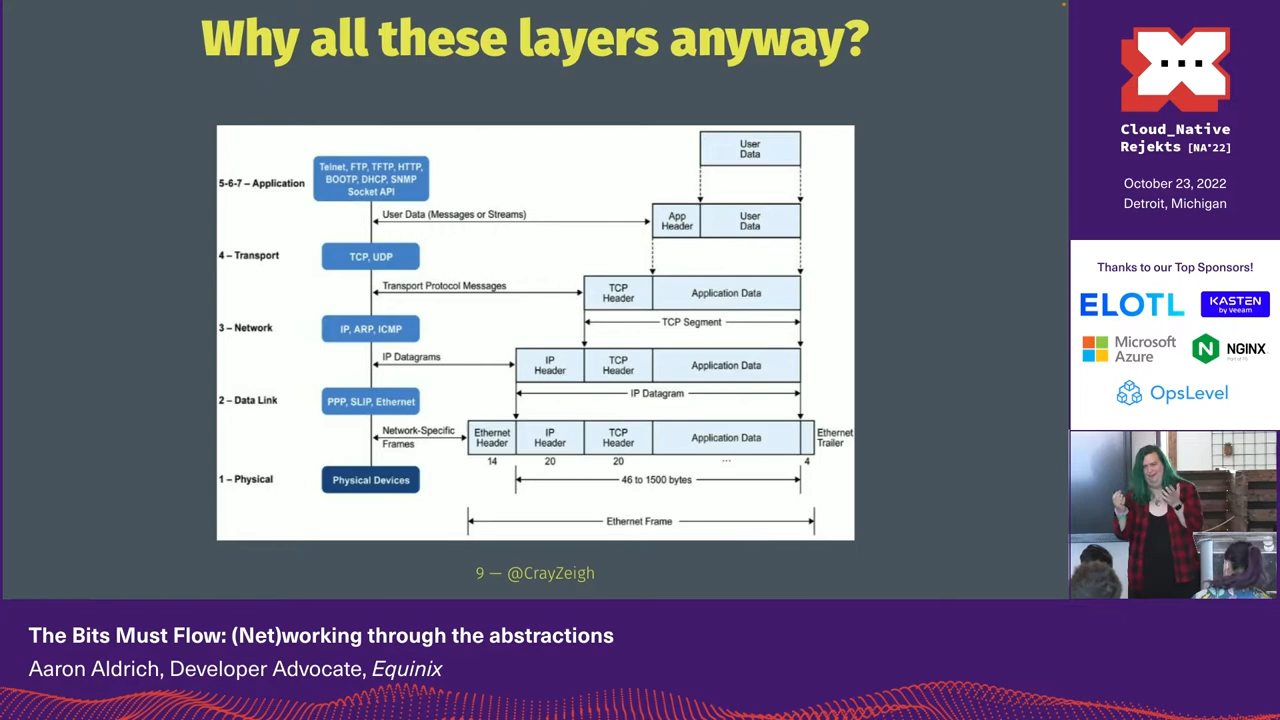 Why all these layers anyway?
5-6-7 – Application
Telnet, FTP, TFTP, HTTP,
BOOTP, DHCP, SNMP
Socket API
User
Data
User Data (Messages or Streams)
App
Header
User
Data
4 – Transport
TCP, UDP
Transport Protocol Messages
TCP
Header
Application Data
TCP Segment
3 – Network
IP, ARP, ICMP
IP Datagrams
IP
Header
TCP
Header
Application Data
IP Datagram
2 – Data Link
PPP, SLIP, Ethernet
Network-Specific
Frames
Ethernet
Header
IP
Header
TCP
Header
Application Data
Ethernet
Trailer
14
20
20
...
4
1 – Physical
Physical Devices
46 to 1500 bytes
Ethernet Frame
9 — @CrayZeigh
Cloud_Native
Rejekts [NA'22]
October 23, 2022
Detroit, Michigan
Thanks to our Top Sponsors!
ELOTL
KASTEN
by Veeam
Microsoft
Azure
N
NGINX
OpsLevel
The Bits Must Flow: (Net)working through the abstractions
Aaron Aldrich, Developer Advocate, Equinix